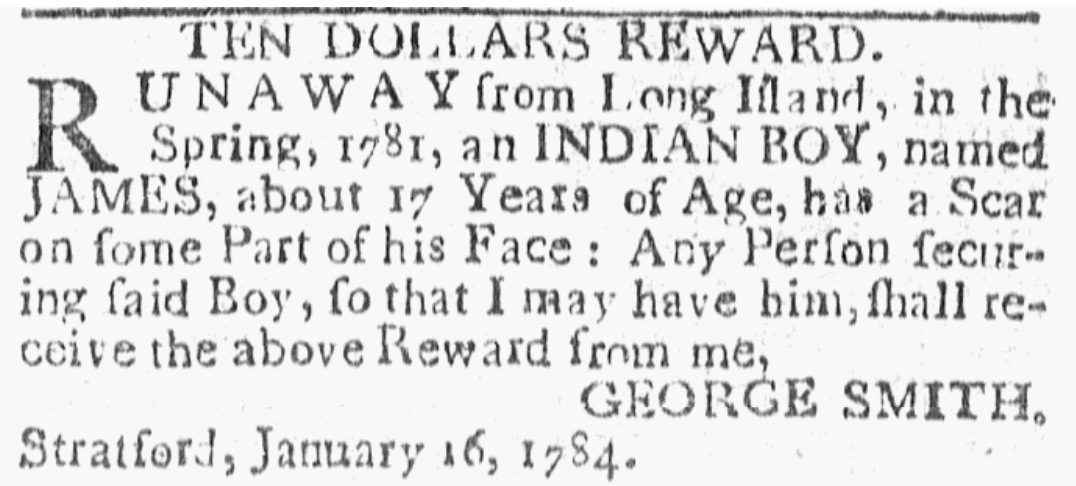 TEN DOLLARS REWARD.
RUNAWAY from Long Iſland, in the
Spring, 1781, an INDIAN BOY, named
JAMES, about 17 Years of Age, has a Scar
on ſome Part of his Face: Any Perſon ſecur-
ing ſaid Boy, ſo that I may have him, ſhall re-
ceive the above Reward from me,
GEORGE SMITH.
Stratford, January 16, 1784.